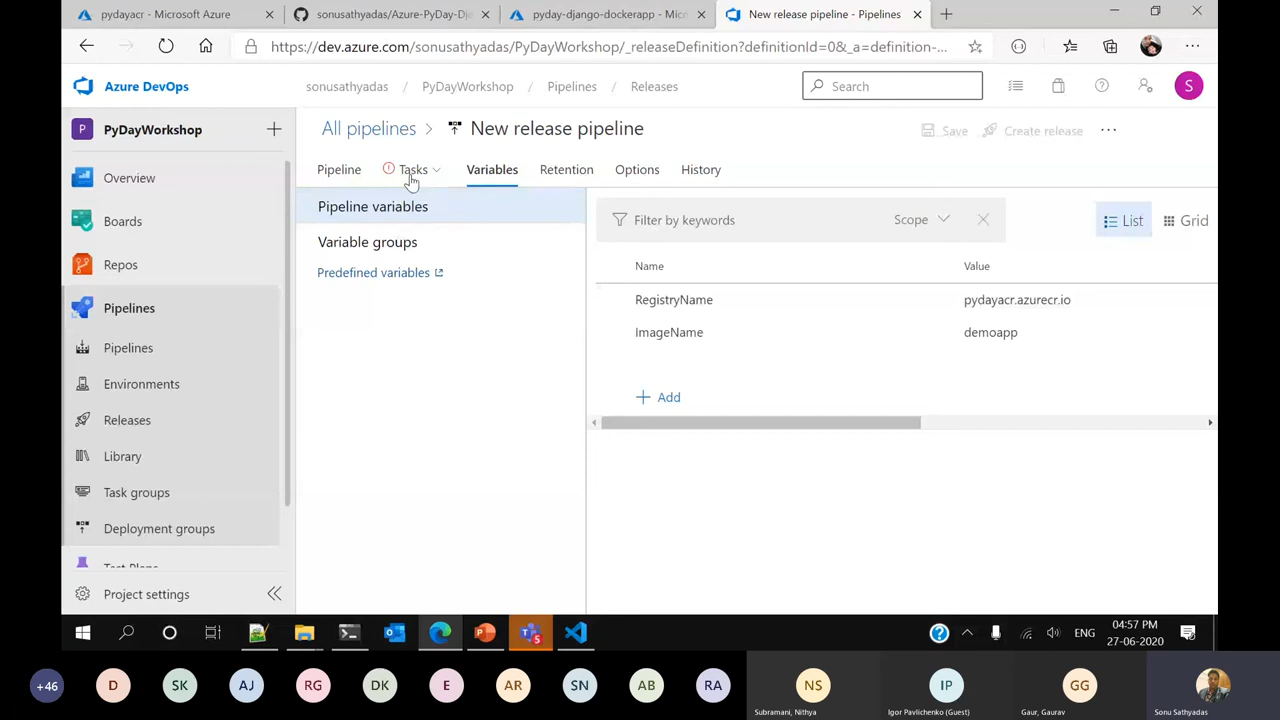 pydayacr - Microsoft Azure
sonusathyadas/Azure-PyDay-Dj
pyday-django-dockerapp - Micr
New release pipeline - Pipelines
https://dev.azure.com/sonusathyadas/PyDayWorkshop/_releaseDefinition?definitionId=0&_a=definition-...
Azure DevOps
sonusathyadas / PyDayWorkshop / Pipelines / Releases
Search
S
P PyDayWorkshop
All pipelines > New release pipeline
Save Create release
Pipeline Tasks Variables Retention Options History
Overview
Boards
Repos
Pipelines
Pipelines
Environments
Releases
Library
Task groups
Deployment groups
Test Plans
Project settings
Pipeline variables
Variable groups
Predefined variables
Filter by keywords
Scope
List
Grid
Name Value
RegistryName pydayacr.azurecr.io
ImageName demoapp
Add
5
ENG
04:57 PM
27-06-2020
+46 D SK AJ RG DK E AR SN AB RA NS IP GG
Subramani, Nithya
Igor Pavlichenko (Guest)
Gaur, Gaurav
Sonu Sathyadas